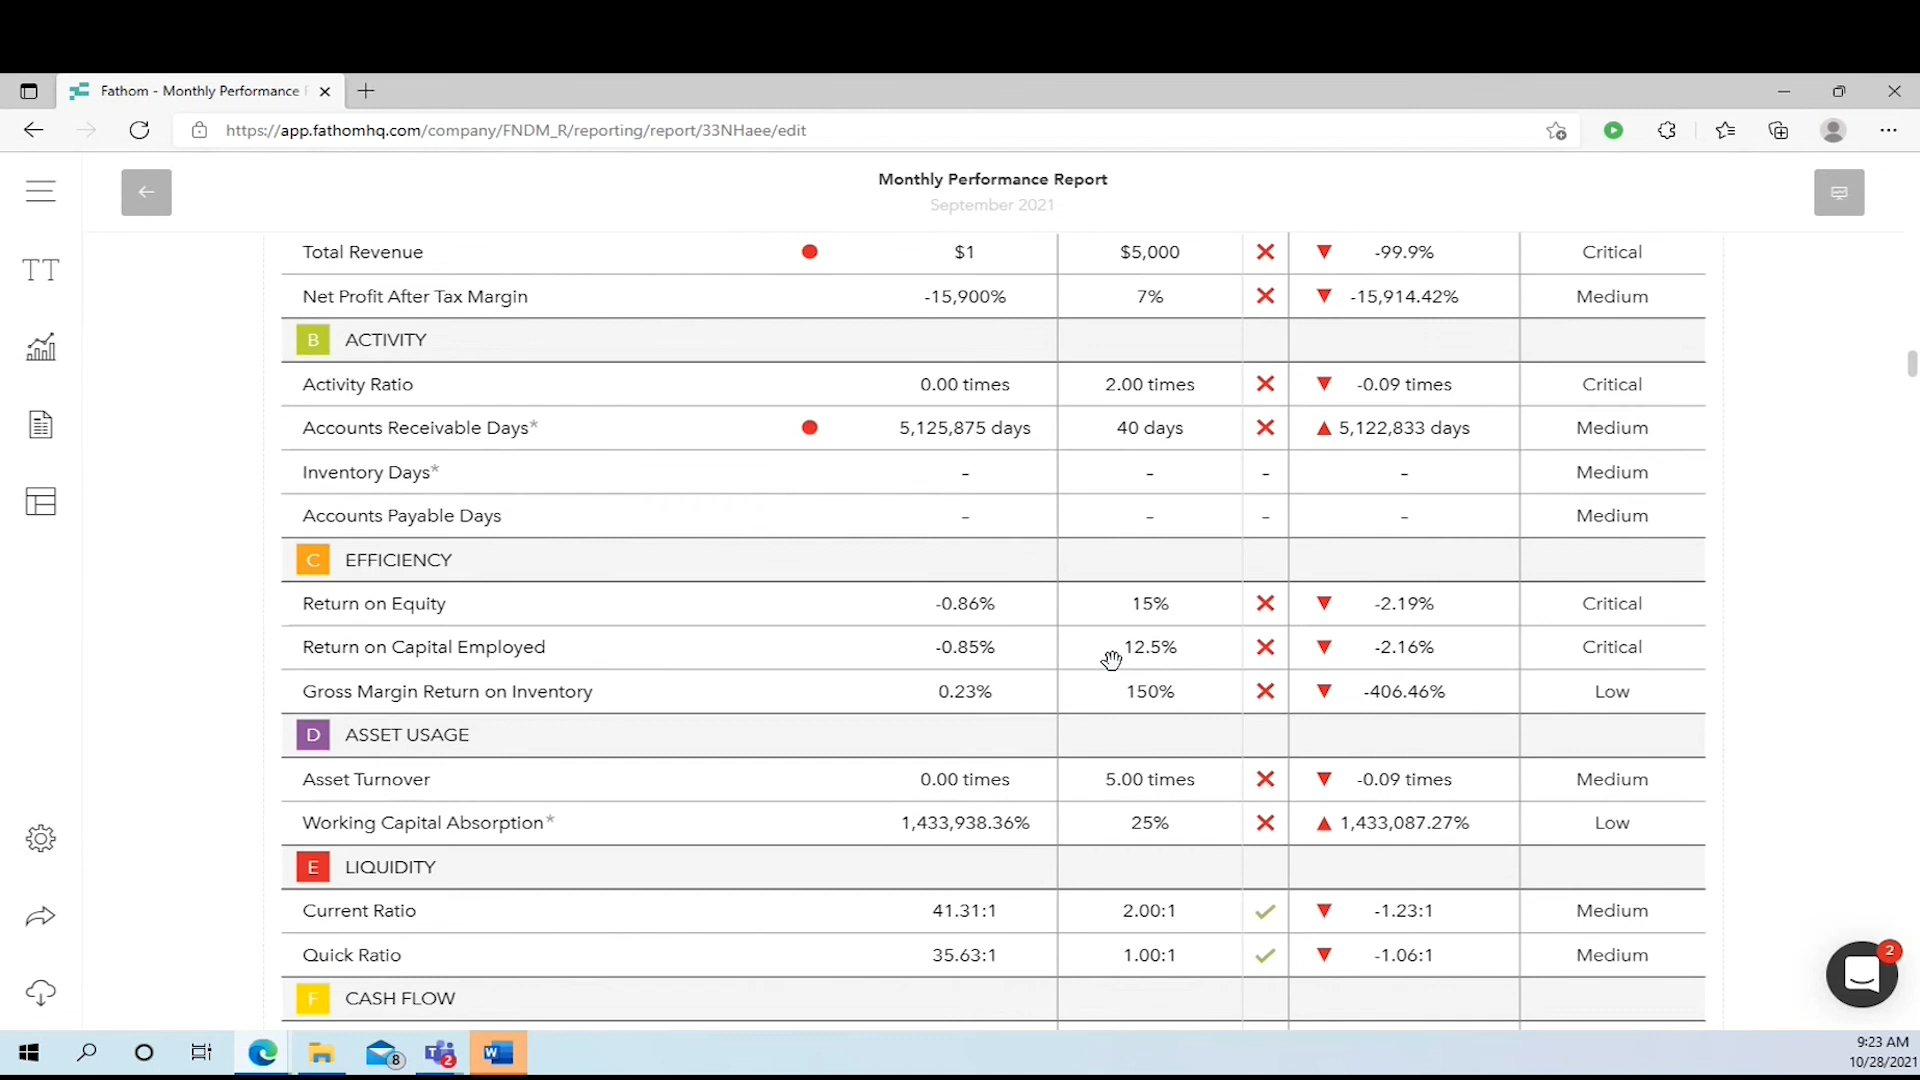 Fathom - Monthly Performance
https://app.fathomhq.com/company/FNDM_R/reporting/report/33NHaee/edit
Monthly Performance Report
September 2021
TT
Total Revenue $1 $5,000 -99.9% Critical
Net Profit After Tax Margin -15,900% 7% -15,914.42% Medium
B ACTIVITY
Activity Ratio 0.00 times 2.00 times -0.09 times Critical
Accounts Receivable Days* 5,125,875 days 40 days 5,122,833 days Medium
Inventory Days* - - - - Medium
Accounts Payable Days - - - - Medium
C EFFICIENCY
Return on Equity -0.86% 15% -2.19% Critical
Return on Capital Employed -0.85% 12.5% -2.16% Critical
Gross Margin Return on Inventory 0.23% 150% -406.46% Low
D ASSET USAGE
Asset Turnover 0.00 times 5.00 times -0.09 times Medium
Working Capital Absorption* 1,433,938.36% 25% 1,433,087.27% Low
E LIQUIDITY
Current Ratio 41.31:1 2.00:1 -1.23:1 Medium
Quick Ratio 35.63:1 1.00:1 -1.06:1 Medium
2
F CASH FLOW
8
2
W
9:23 AM
10/28/2021